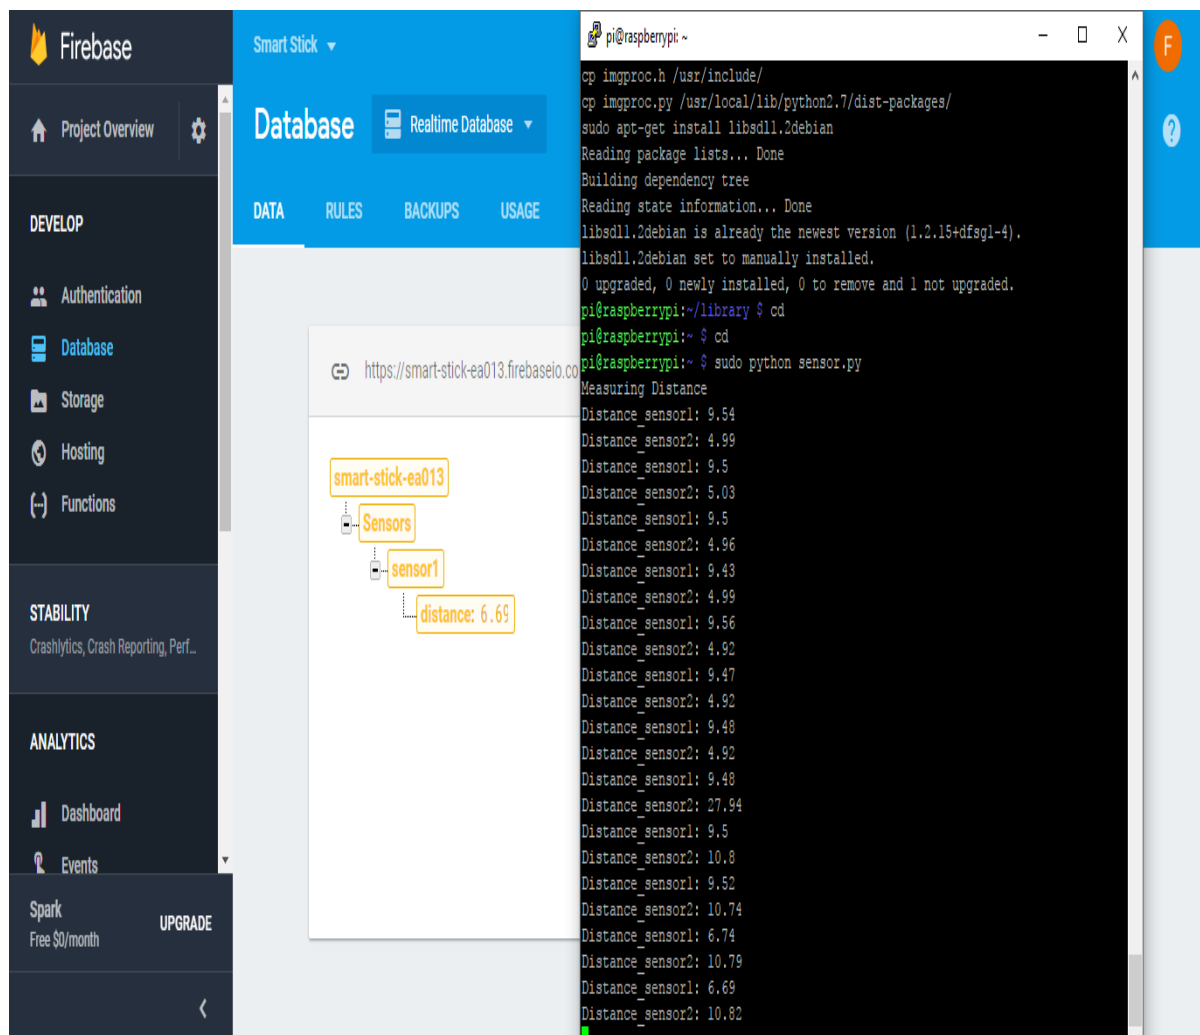 Firebase
Project Overview
DEVELOP
Authentication
Database
Storage
Hosting
Functions
STABILITY
Crashlytics, Crash Reporting, Perf...
ANALYTICS
Dashboard
Events
Spark
Free $0/month
UPGRADE
Smart Stick
Database
Realtime Database
DATA RULES BACKUPS USAGE
https://smart-stick-ea013.firebaseio.co
smart-stick-ea013
Sensors
sensor1
distance: 6.69
pi@raspberrypi: ~
cp imgproc.h /usr/include/
cp imgproc.py /usr/local/lib/python2.7/dist-packages/
sudo apt-get install libsdl1.2debian
Reading package lists... Done
Building dependency tree
Reading state information... Done
libsdl1.2debian is already the newest version (1.2.15+dfsg1-4).
libsdl1.2debian set to manually installed.
0 upgraded, 0 newly installed, 0 to remove and 1 not upgraded.
pi@raspberrypi:~/library $ cd
pi@raspberrypi:~ $ cd
pi@raspberrypi:~ $ sudo python sensor.py
Measuring Distance
Distance_sensor1: 9.54
Distance_sensor2: 4.99
Distance_sensor1: 9.5
Distance_sensor2: 5.03
Distance_sensor1: 9.5
Distance_sensor2: 4.96
Distance_sensor1: 9.43
Distance_sensor2: 4.99
Distance_sensor1: 9.56
Distance_sensor2: 4.92
Distance_sensor1: 9.47
Distance_sensor2: 4.92
Distance_sensor1: 9.48
Distance_sensor2: 4.92
Distance_sensor1: 9.48
Distance_sensor2: 27.94
Distance_sensor1: 9.5
Distance_sensor2: 10.8
Distance_sensor1: 9.52
Distance_sensor2: 10.74
Distance_sensor1: 6.74
Distance_sensor2: 10.79
Distance_sensor1: 6.69
Distance_sensor2: 10.82
F
?